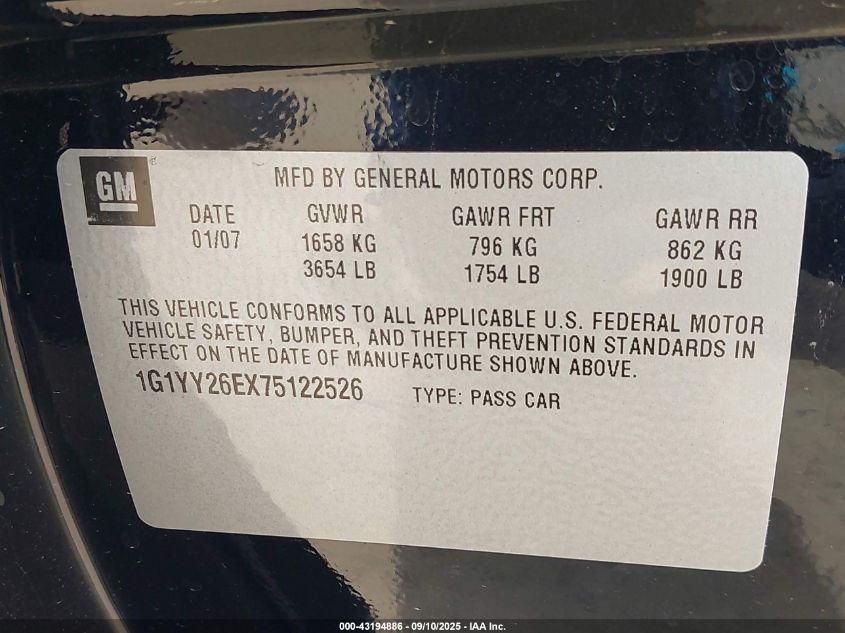 GM
MFD BY GENERAL MOTORS CORP.
DATE GVWR GAWR FRT GAWR RR
01/07 1658 KG 796 KG 862 KG
3654 LB 1754 LB 1900 LB
THIS VEHICLE CONFORMS TO ALL APPLICABLE U.S. FEDERAL MOTOR
VEHICLE SAFETY, BUMPER, AND THEFT PREVENTION STANDARDS IN
EFFECT ON THE DATE OF MANUFACTURE SHOWN ABOVE.
1G1YY26EX75122526 TYPE: PASS CAR
000-43194886 - 09/10/2025 - IAA Inc.